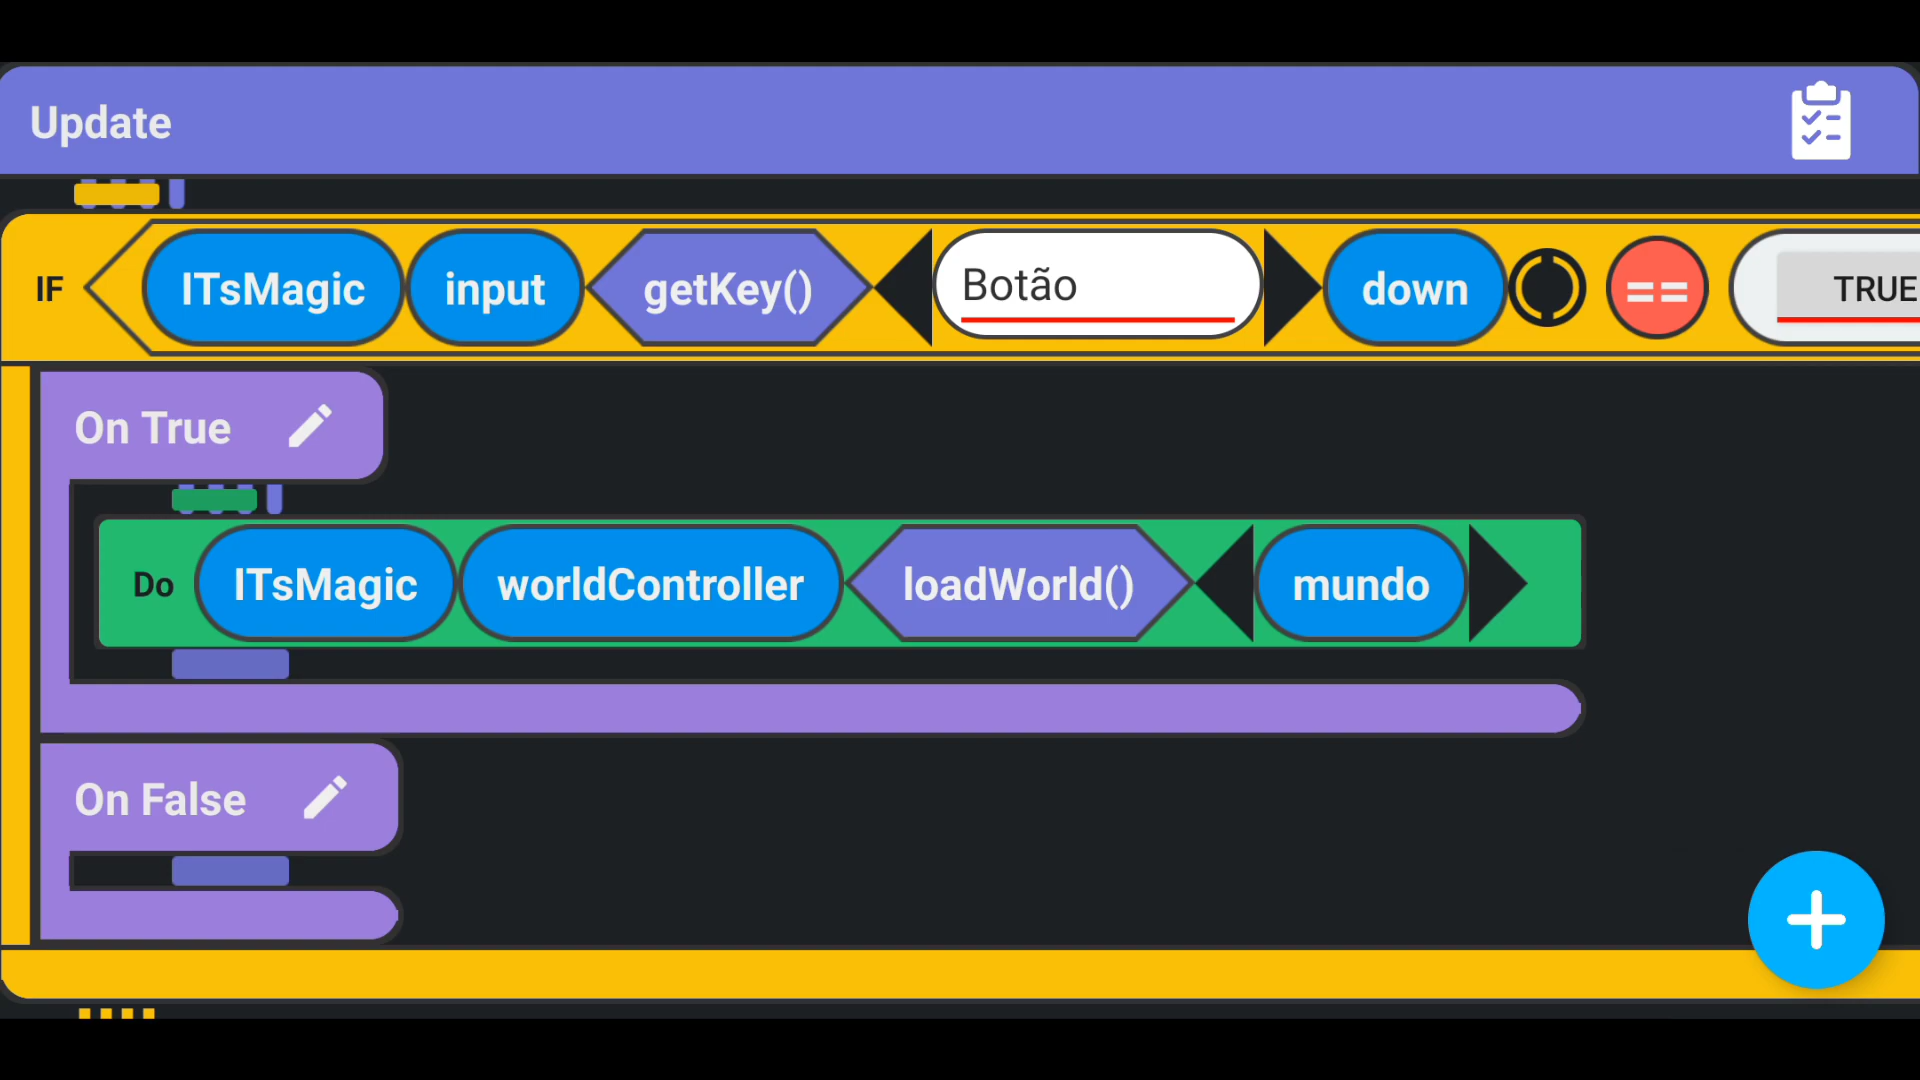 Update
IF ITsMagic input getKey() Botão down == TRUE
On True
Do ITsMagic worldController loadWorld() mundo
On False